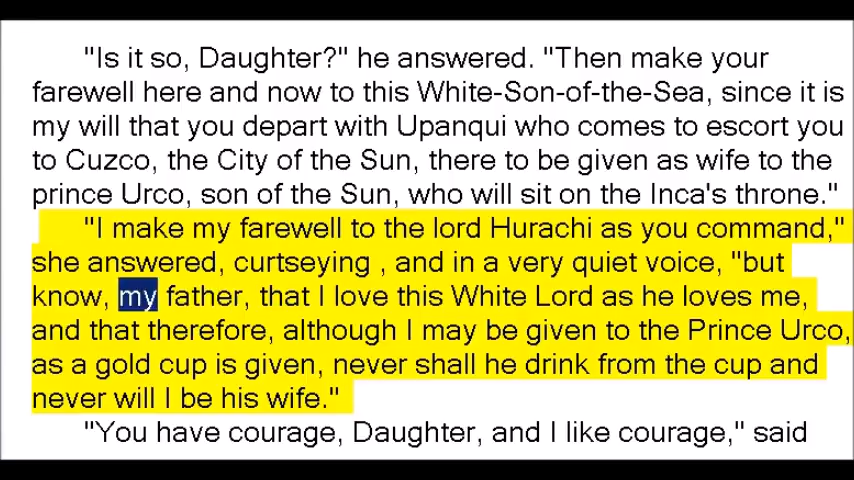 "Is it so, Daughter?" he answered. "Then make your
farewell here and now to this White-Son-of-the-Sea, since it is
my will that you depart with Upanqui who comes to escort you
to Cuzco, the City of the Sun, there to be given as wife to the
prince Urco, son of the Sun, who will sit on the Inca's throne."
"I make my farewell to the lord Hurachi as you command,"
she answered, curtseying , and in a very quiet voice, "but
know, my father, that I love this White Lord as he loves me,
and that therefore, although I may be given to the Prince Urco,
as a gold cup is given, never shall he drink from the cup and
never will I be his wife."
"You have courage, Daughter, and I like courage," said